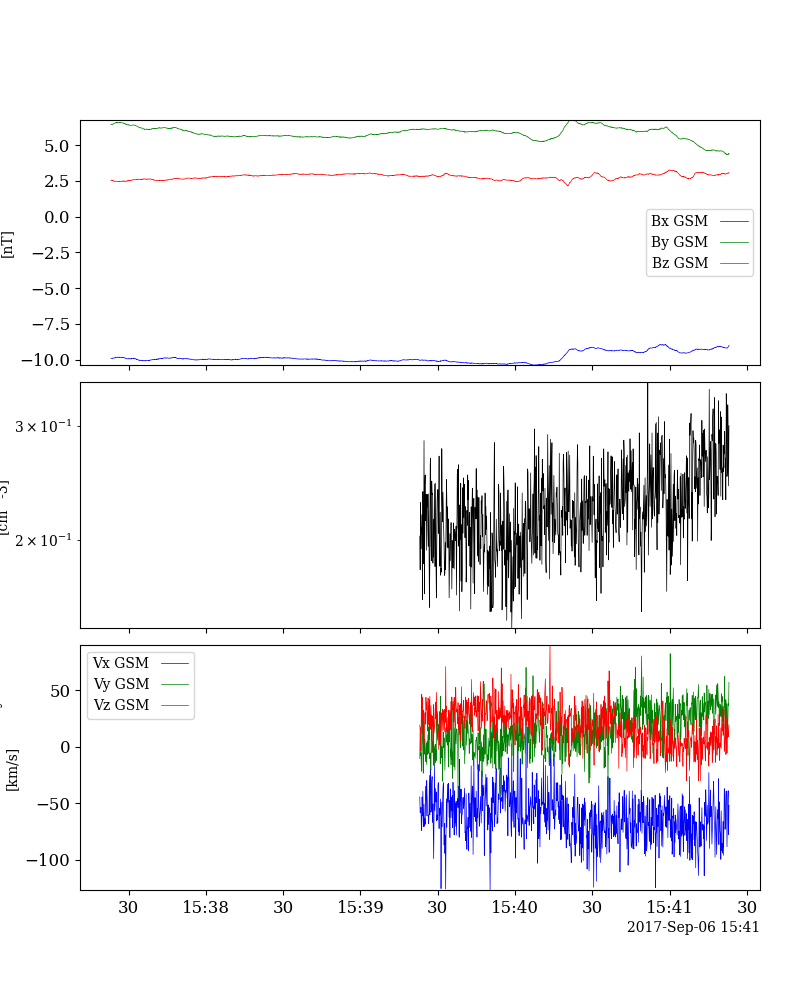 5.0
2.5
0.0
−2.5
−5.0
−7.5
−10.0
[nT]
Bx GSM
By GSM
Bz GSM
3 × 10⁻¹
2 × 10⁻¹
Vx GSM
Vy GSM
Vz GSM
50
0
−50
−100
[km/s]
30 15:38 30 15:39 30 15:40 30 15:41 30
2017-Sep-06 15:41